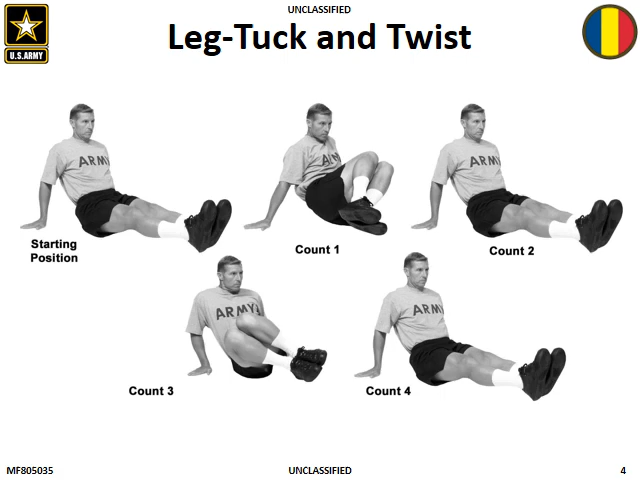 UNCLASSIFIED
Leg-Tuck and Twist
U.S.ARMY
ARMY
ARMY
ARMY
Starting
Position
Count 1
Count 2
ARMY
ARMY
Count 3
Count 4
MF805035
UNCLASSIFIED
4